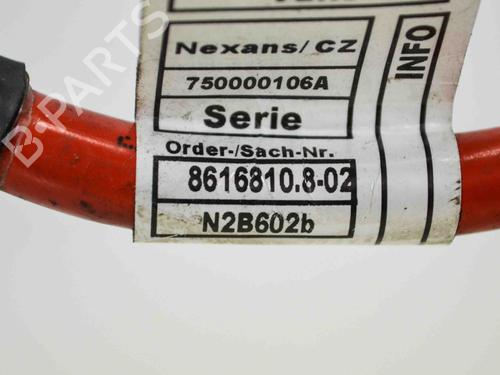 Nexans/CZ
750000106A
Serie
Order-/Sach-Nr.
8616810.8-02
N2B602b
INFO
B-PARTS